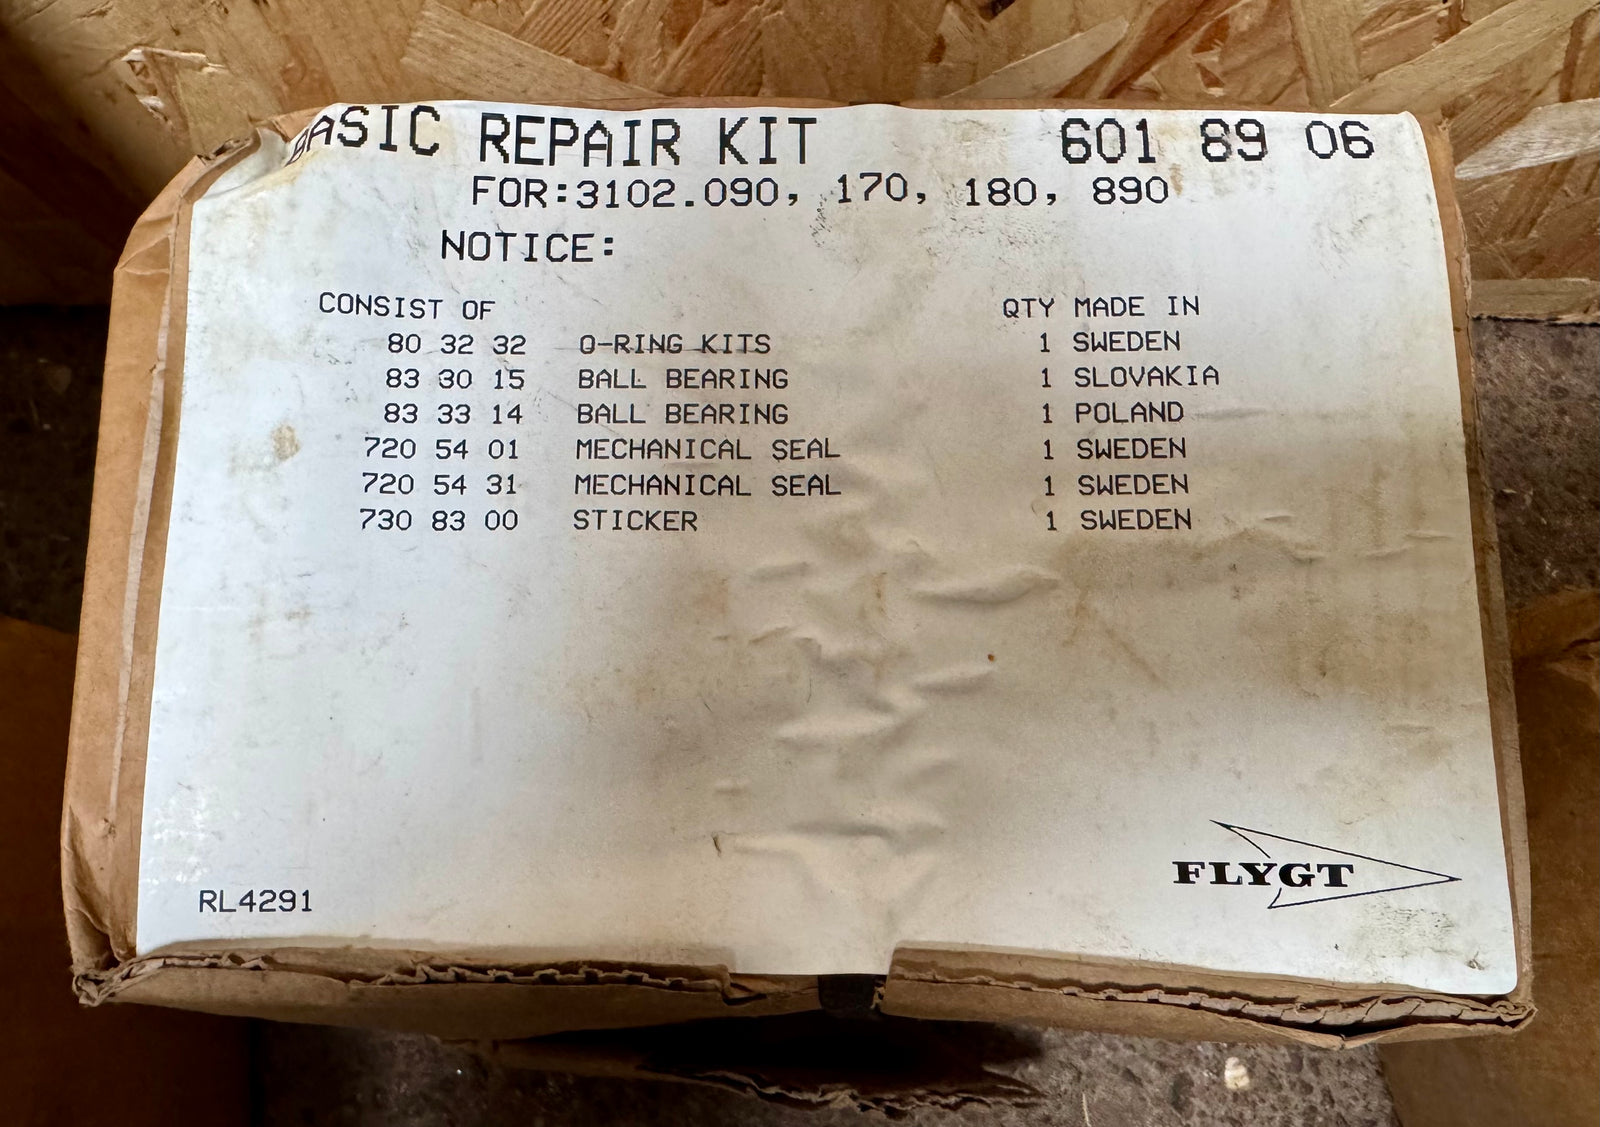 BASIC REPAIR KIT 601 89 06
FOR:3102.090, 170, 180, 890
NOTICE:
CONSIST OF QTY MADE IN
80 32 32 O-RING KITS 1 SWEDEN
83 30 15 BALL BEARING 1 SLOVAKIA
83 33 14 BALL BEARING 1 POLAND
720 54 01 MECHANICAL SEAL 1 SWEDEN
720 54 31 MECHANICAL SEAL 1 SWEDEN
730 83 00 STICKER 1 SWEDEN
FLYGT
RL4291